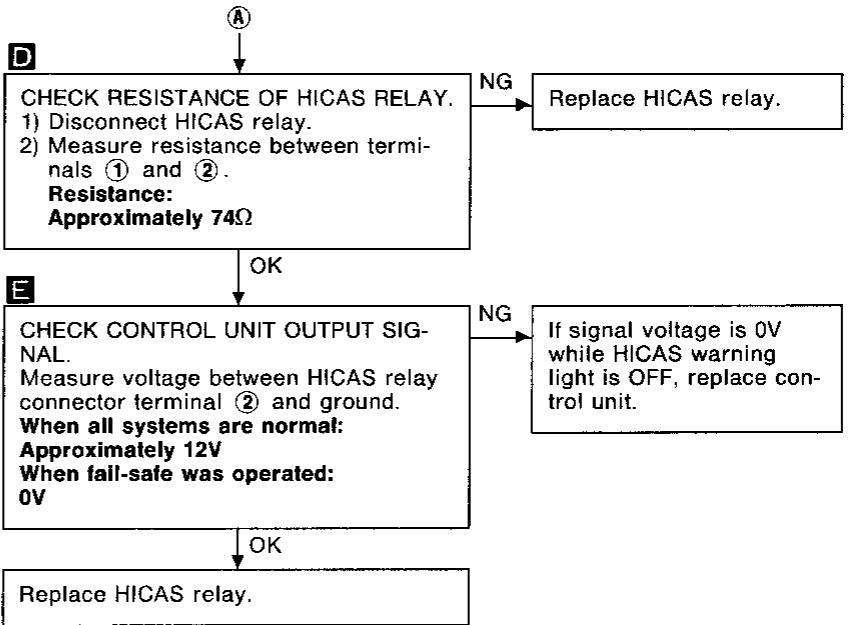 Ⓐ
D
CHECK RESISTANCE OF HICAS RELAY.
1) Disconnect HICAS relay.
2) Measure resistance between termi-
nals ① and ②.
Resistance:
Approximately 74Ω
NG
Replace HICAS relay.
OK
E
CHECK CONTROL UNIT OUTPUT SIG-
NAL.
Measure voltage between HICAS relay
connector terminal ② and ground.
When all systems are normal:
Approximately 12V
When fail-safe was operated:
0V
NG
If signal voltage is 0V
while HICAS warning
light is OFF, replace con-
trol unit.
OK
Replace HICAS relay.